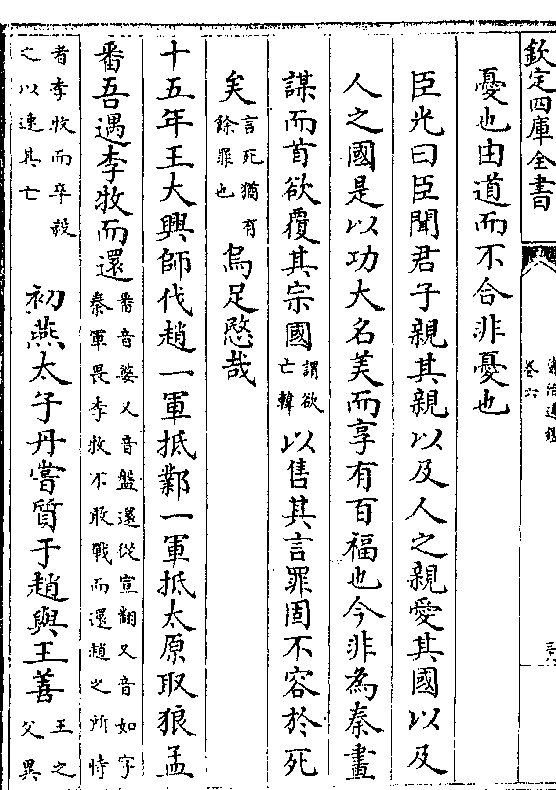 欽定四庫全書
資治通鑑
卷六
憂也由道而不合非憂也
臣光曰臣聞君子親其親以及人之親愛其國以及
人之國是以功大名美而享有百福也今非為秦畫
謀而首欲覆其宗國謂欲亡韓以售其言罪固不容於死
矣言死猶有餘罪也烏足愍哉
十五年王大興師伐趙一軍抵鄴一軍抵太原取狼孟
番吾遇李牧而還番音婆又音盤還從宣翻又音如字秦軍畏李牧不敢戰而還趙之所恃
者李牧而卒殺之以速其亡初燕太子丹嘗質于趙與王善王之父異